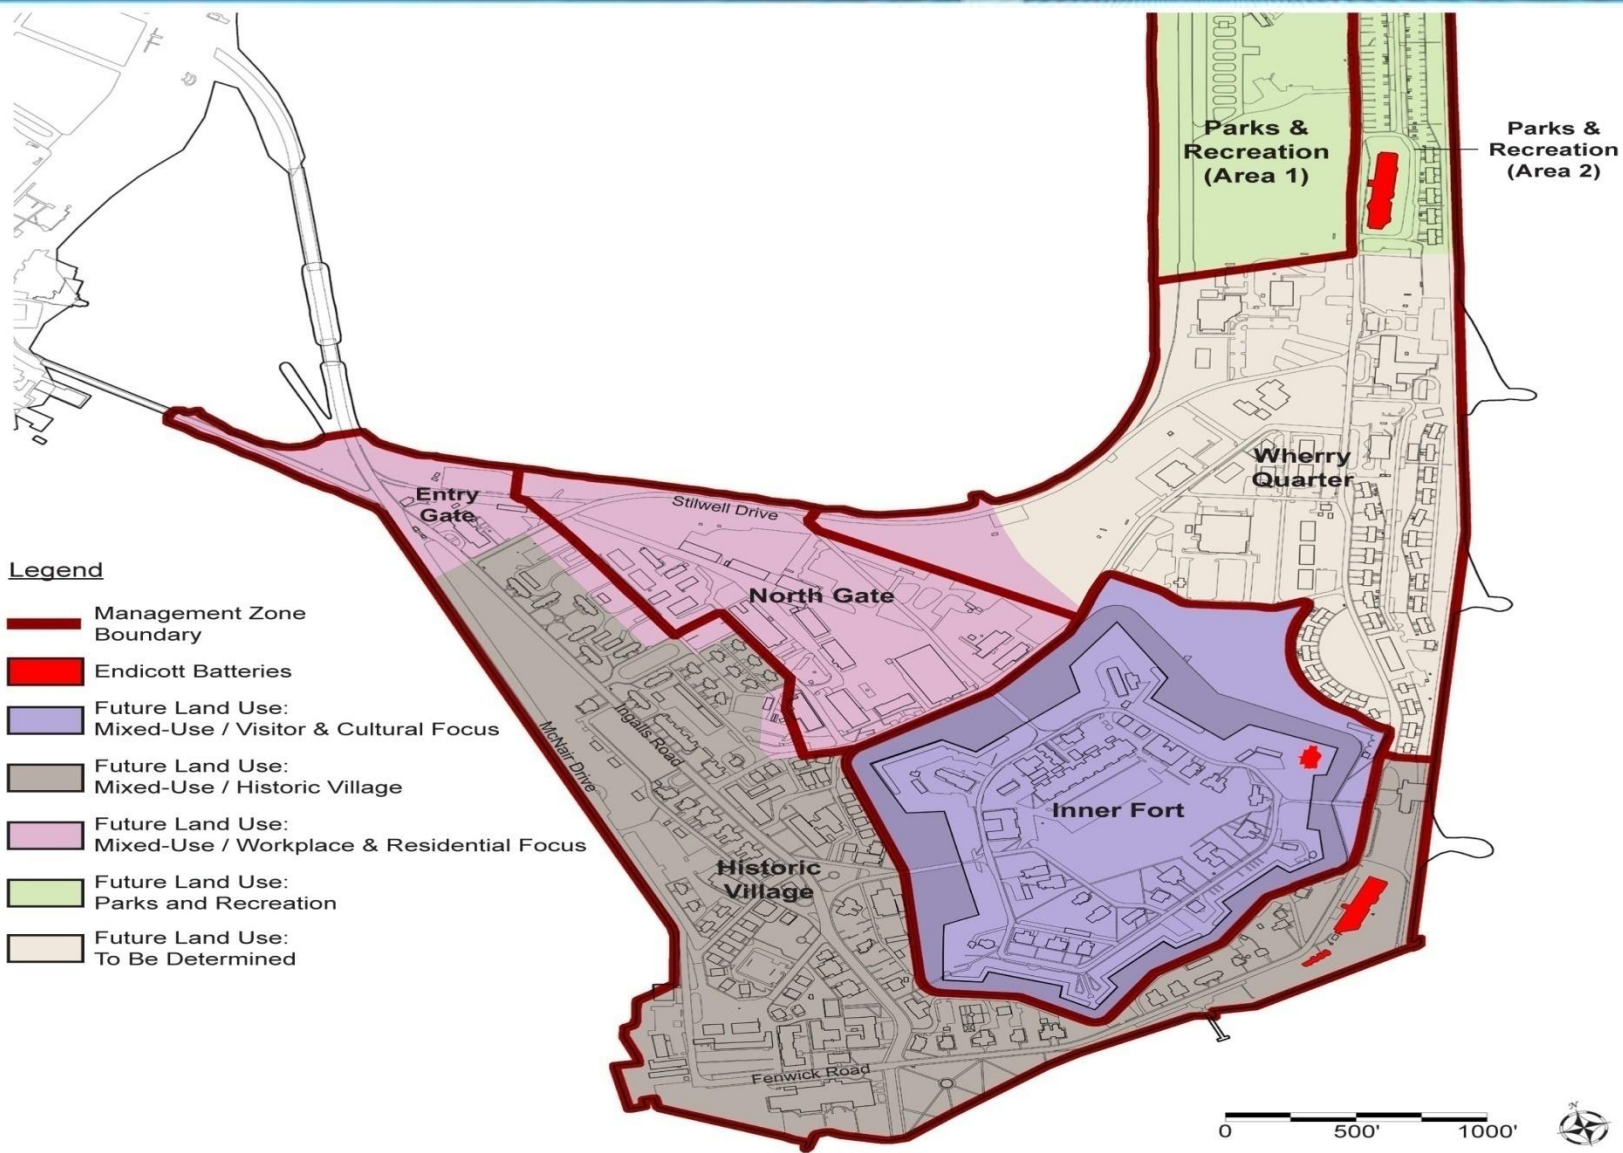 Parks &
Recreation
(Area 1)
Parks &
Recreation
(Area 2)
Wherry
Quarter
Entry
Gate
Stilwell Drive
North Gate
Legend
Management Zone
Boundary
Endicott Batteries
Future Land Use:
Mixed-Use / Visitor & Cultural Focus
Future Land Use:
Mixed-Use / Historic Village
Future Land Use:
Mixed-Use / Workplace & Residential Focus
Future Land Use:
Parks and Recreation
Future Land Use:
To Be Determined
Ingalls Road
McNair Drive
Inner Fort
Historic
Village
Fenwick Road
0 500' 1000'
N